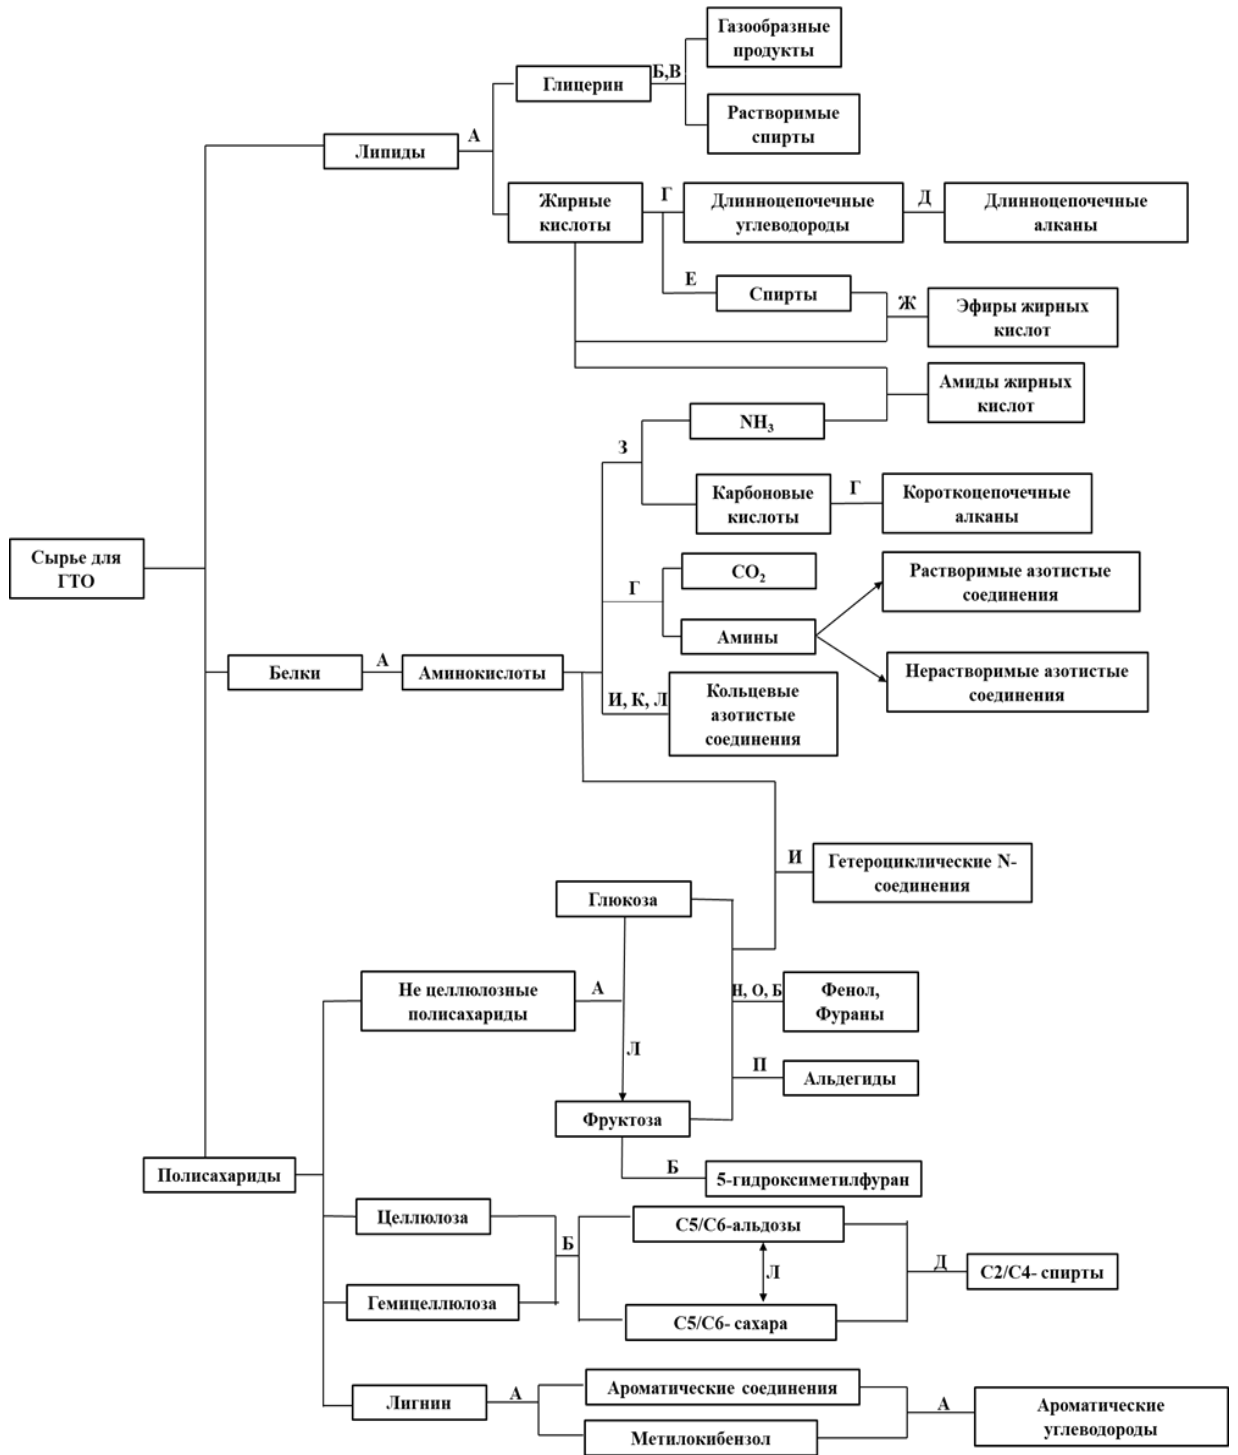 Газообразные
продукты
Б,В
Глицерин
Растворимые
спирты
А
Липиды
Жирные
кислоты
Г
Длинноцепочечные
углеводороды
Д
Длинноцепочечные
алканы
Е
Спирты
Ж
Эфиры жирных
кислот
Амиды жирных
кислот
NH₃
З
Карбоновые
кислоты
Г
Короткоцепочечные
алканы
Сырье для
ГТО
CO₂
Г
Растворимые азотистые
соединения
Амины
Белки
А
Аминокислоты
Нерастворимые азотистые
соединения
И, К, Л
Кольцевые
азотистые
соединения
И
Гетероциклические N-
соединения
Глюкоза
Не целлюлозные
полисахариды
А
Н, О, Б
Фенол,
Фураны
Л
П
Альдегиды
Фруктоза
Полисахариды
Б
5-гидроксиметилфуран
Целлюлоза
Б
С5/С6-альдозы
Л
Д
С2/С4- спирты
Гемицеллюлоза
С5/С6- сахара
Лигнин
А
Ароматические соединения
А
Ароматические
углеводороды
Метилокибензол